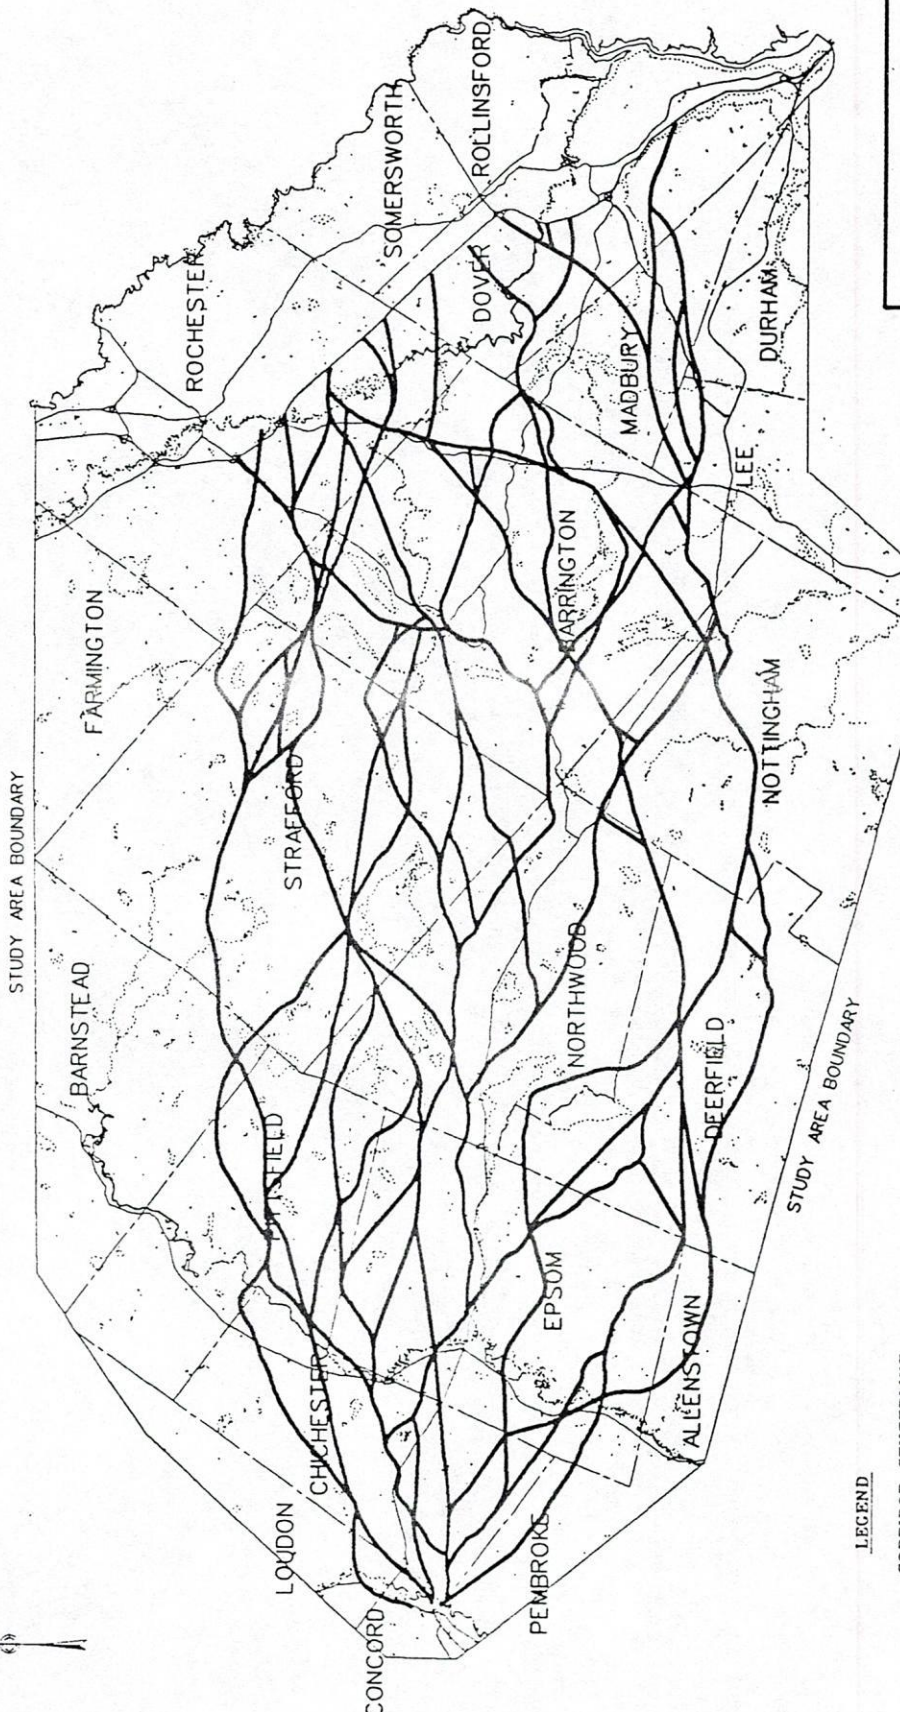 STUDY AREA BOUNDARY
FARMINGTON
ROCHESTER
SOMERSWORTH
ROLLINSFORD
BARNSTEAD
STRAFFORD
DOVER
PITTSFIELD
BARRINGTON
MADBURY
DURHAM
LEE
LOUDON
CHICHESTER
NORTHWOOD
NOTTINGHAM
CONCORD
EPSOM
DEERFIELD
PEMBROKE
ALLENSTOWN
STUDY AREA BOUNDARY
LEGEND